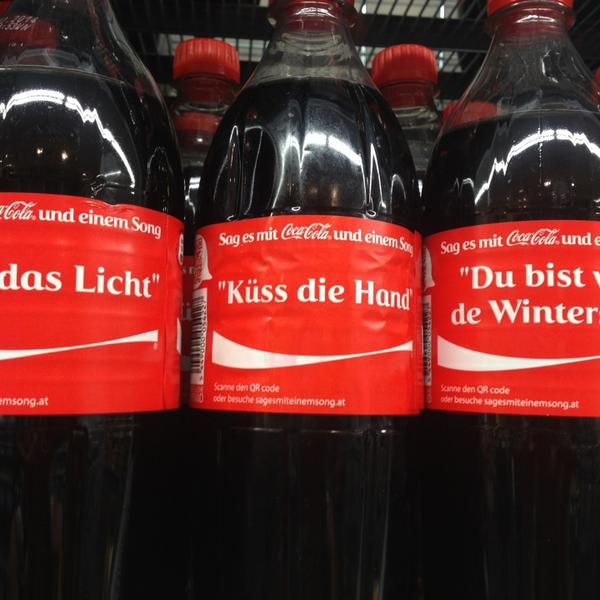 Coca-Cola und einem Song
das Licht"
emsong.at
Sag es mit Coca-Cola und einem Song
"Küss die Hand"
Scanne den QR code
oder besuche sagesmiteinemsong.at
Sag es mit Coca-Cola und e
"Du bist
de Winters
Scanne den QR code
oder besuche sagesmiteinemsong.at